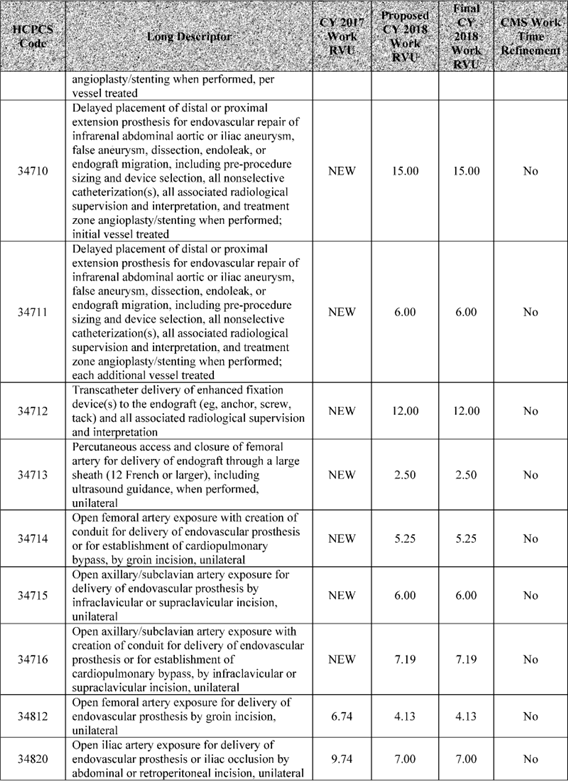 HCPCS Code Long Descriptor CY 2017 Work RVU Proposed CY 2018 Work RVU Final CY 2018 Work RVU CMS Work Time Refinement
angioplasty/stenting when performed, per
vessel treated
Delayed placement of distal or proximal
extension prosthesis for endovascular repair of
infrarenal abdominal aortic or iliac aneurysm,
false aneurysm, dissection, endoleak, or
34710 endograft migration, including pre-procedure NEW 15.00 15.00 No
sizing and device selection, all nonselective
catheterization(s), all associated radiological
supervision and interpretation, and treatment
zone angioplasty/stenting when performed;
initial vessel treated
Delayed placement of distal or proximal
extension prosthesis for endovascular repair of
infrarenal abdominal aortic or iliac aneurysm,
false aneurysm, dissection, endoleak, or
34711 endograft migration, including pre-procedure NEW 6.00 6.00 No
sizing and device selection, all nonselective
catheterization(s), all associated radiological
supervision and interpretation, and treatment
zone angioplasty/stenting when performed;
each additional vessel treated
Transcatheter delivery of enhanced fixation
34712 device(s) to the endograft (eg, anchor, screw, NEW 12.00 12.00 No
tack) and all associated radiological supervision
and interpretation
Percutaneous access and closure of femoral
34713 artery for delivery of endograft through a large NEW 2.50 2.50 No
sheath (12 French or larger), including
ultrasound guidance, when performed,
unilateral
Open femoral artery exposure with creation of
34714 conduit for delivery of endovascular prosthesis NEW 5.25 5.25 No
or for establishment of cardiopulmonary
bypass, by groin incision, unilateral
Open axillary/subclavian artery exposure for
34715 delivery of endovascular prosthesis by NEW 6.00 6.00 No
infraclavicular or supraclavicular incision,
unilateral
Open axillary/subclavian artery exposure with
creation of conduit for delivery of endovascular
34716 prosthesis or for establishment of NEW 7.19 7.19 No
cardiopulmonary bypass, by infraclavicular or
supraclavicular incision, unilateral
Open femoral artery exposure for delivery of
34812 endovascular prosthesis by groin incision, 6.74 4.13 4.13 No
unilateral
Open iliac artery exposure for delivery of
34820 endovascular prosthesis or iliac occlusion by 9.74 7.00 7.00 No
abdominal or retroperitoneal incision, unilateral